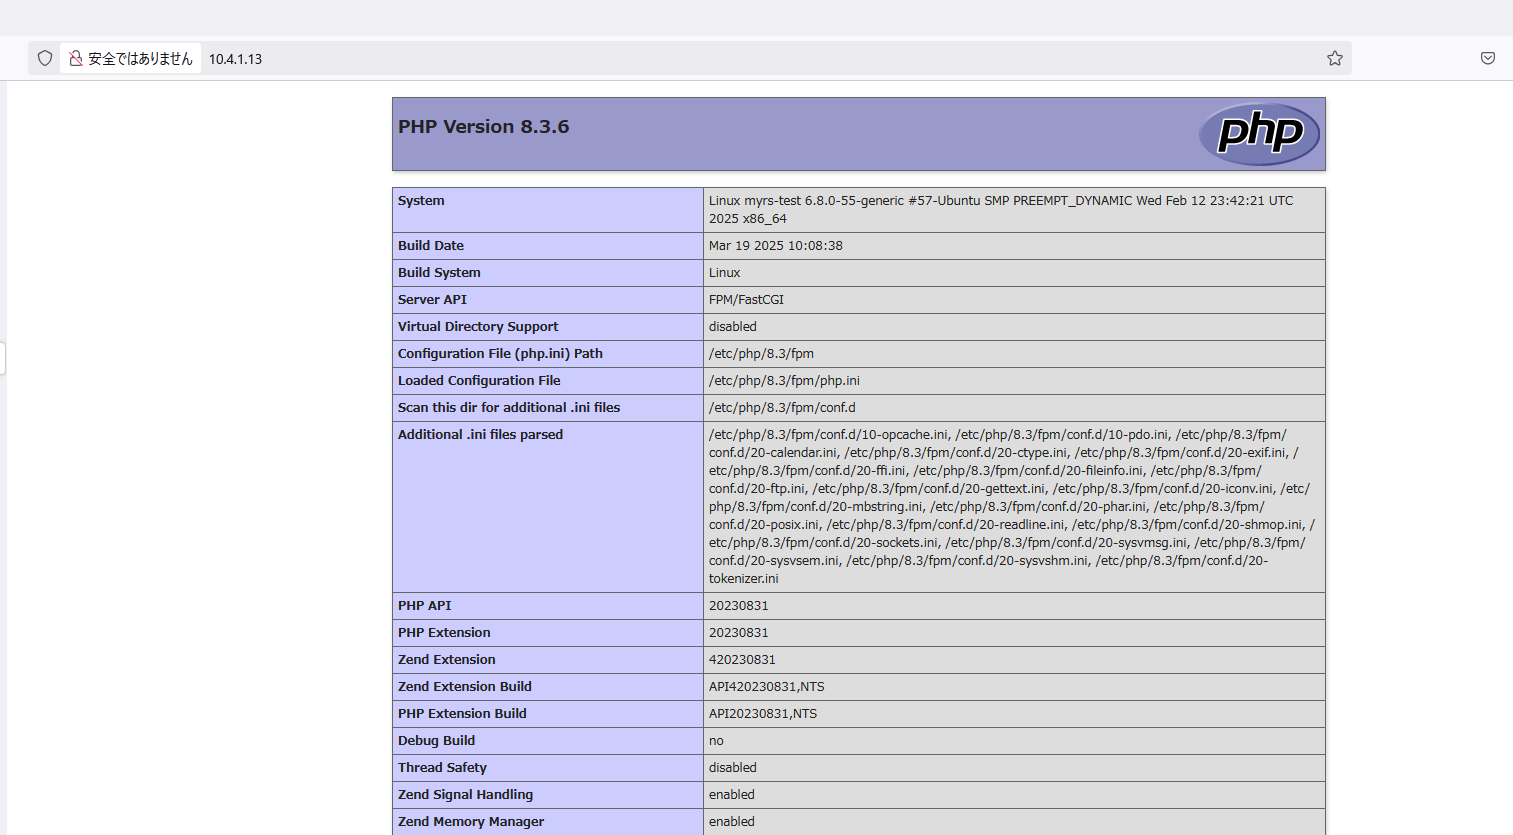 安全ではありません 10.4.1.13
PHP Version 8.3.6
php
System Linux myrs-test 6.8.0-55-generic #57-Ubuntu SMP PREEMPT_DYNAMIC Wed Feb 12 23:42:21 UTC
2025 x86_64
Build Date Mar 19 2025 10:08:38
Build System Linux
Server API FPM/FastCGI
Virtual Directory Support disabled
Configuration File (php.ini) Path /etc/php/8.3/fpm
Loaded Configuration File /etc/php/8.3/fpm/php.ini
Scan this dir for additional .ini files /etc/php/8.3/fpm/conf.d
Additional .ini files parsed /etc/php/8.3/fpm/conf.d/10-opcache.ini, /etc/php/8.3/fpm/conf.d/10-pdo.ini, /etc/php/8.3/fpm/
conf.d/20-calendar.ini, /etc/php/8.3/fpm/conf.d/20-ctype.ini, /etc/php/8.3/fpm/conf.d/20-exif.ini, /
etc/php/8.3/fpm/conf.d/20-ffi.ini, /etc/php/8.3/fpm/conf.d/20-fileinfo.ini, /etc/php/8.3/fpm/
conf.d/20-ftp.ini, /etc/php/8.3/fpm/conf.d/20-gettext.ini, /etc/php/8.3/fpm/conf.d/20-iconv.ini, /etc/
php/8.3/fpm/conf.d/20-mbstring.ini, /etc/php/8.3/fpm/conf.d/20-phar.ini, /etc/php/8.3/fpm/
conf.d/20-posix.ini, /etc/php/8.3/fpm/conf.d/20-readline.ini, /etc/php/8.3/fpm/conf.d/20-shmop.ini, /
etc/php/8.3/fpm/conf.d/20-sockets.ini, /etc/php/8.3/fpm/conf.d/20-sysvmsg.ini, /etc/php/8.3/fpm/
conf.d/20-sysvsem.ini, /etc/php/8.3/fpm/conf.d/20-sysvshm.ini, /etc/php/8.3/fpm/conf.d/20-
tokenizer.ini
PHP API 20230831
PHP Extension 20230831
Zend Extension 420230831
Zend Extension Build API420230831,NTS
PHP Extension Build API20230831,NTS
Debug Build no
Thread Safety disabled
Zend Signal Handling enabled
Zend Memory Manager enabled